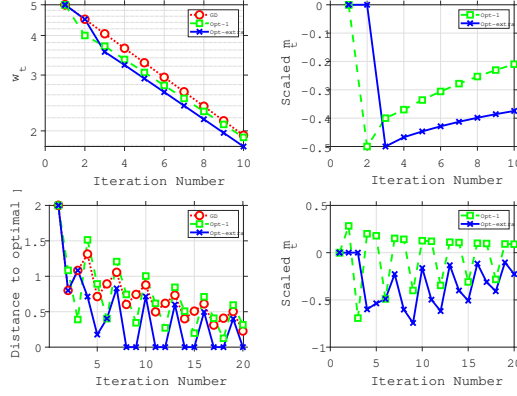 5
4
3
2
0 2 4 6 8 10
w_t
Iteration Number
GD
Opt-1
Opt-extra
0
-0.1
-0.2
-0.3
-0.4
-0.5
0 2 4 6 8 10
Scaled m_t
Iteration Number
Opt-1
Opt-extra
2
1.5
1
0.5
0
5 10 15 20
Distance to optimal
Iteration Number
GD
Opt-1
Opt-extra
0.5
0
-0.5
-1
0 5 10 15 20
Scaled m_t
Iteration Number
Opt-1
Opt-extra